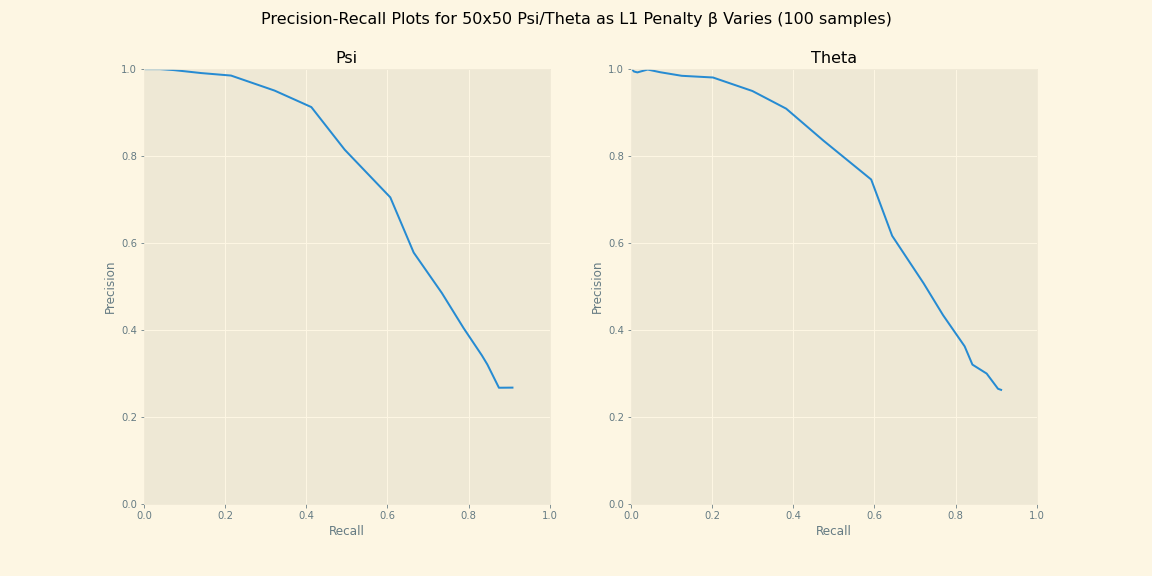 Precision-Recall Plots for 50x50 Psi/Theta as L1 Penalty β Varies (100 samples)
Psi
1.0
0.8
0.6
0.4
0.2
0.0
Precision
0.0 0.2 0.4 0.6 0.8 1.0
Recall
Theta
1.0
0.8
0.6
0.4
0.2
0.0
Precision
0.0 0.2 0.4 0.6 0.8 1.0
Recall